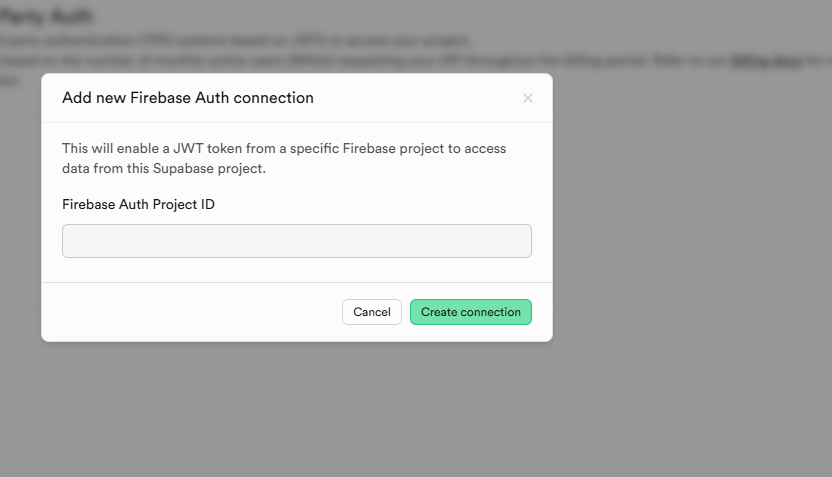 Party Auth
party authentication (TPA) systems based on JWTs to access your project.
based on the number of monthly active users (MAUs) requesting your API throughout the billing period. Refer to our billing docs for
Add new Firebase Auth connection
This will enable a JWT token from a specific Firebase project to access
data from this Supabase project.
Firebase Auth Project ID
Cancel
Create connection